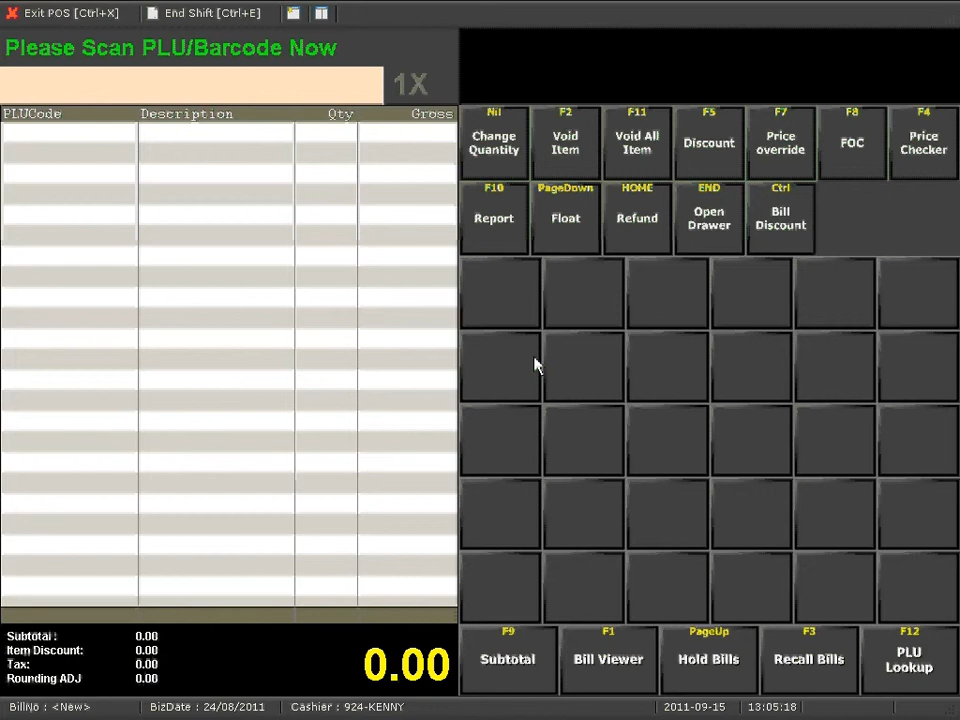 Exit POS [Ctrl+X] End Shift [Ctrl+E]
Please Scan PLU/Barcode Now
1X
PLUCode Description Qty Gross
Nil F2 F11 F5 F7 F8 F4
Change Quantity
Void Item
Void All Item
Discount
Price override
FOC
Price Checker
F10 PageDown HOME END Ctrl
Report
Float
Refund
Open Drawer
Bill Discount
Subtotal : 0.00
Item Discount: 0.00
Tax: 0.00
Rounding ADJ 0.00
0.00
F9 F1 PageUp F3 F12
Subtotal
Bill Viewer
Hold Bills
Recall Bills
PLU Lookup
BillNo : <New> BizDate : 24/08/2011 Cashier : 924-KENNY 2011-09-15 13:05:18